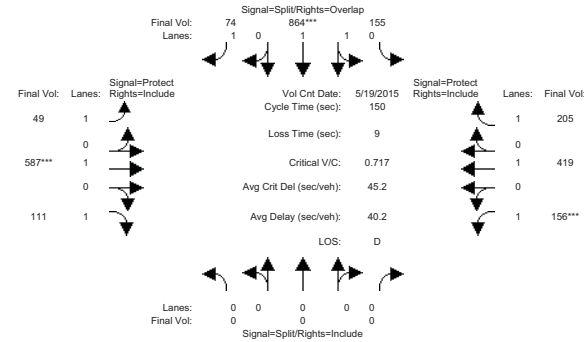 Signal=Split/Rights=Overlap
Final Vol: 74 864*** 155
Lanes: 1 0 1 1 0
Signal=Protect
Final Vol: Lanes: Rights=Include
Vol Cnt Date: 5/19/2015
Signal=Protect
Rights=Include Lanes: Final Vol:
Cycle Time (sec): 150
49 1
1 205
Loss Time (sec): 9
0
0
587*** 1
Critical V/C: 0.717
1 419
0
Avg Crit Del (sec/veh): 45.2
0
111 1
Avg Delay (sec/veh): 40.2
1 156***
LOS: D
Lanes: 0 0 0 0 0
Final Vol: 0 0 0
Signal=Split/Rights=Include